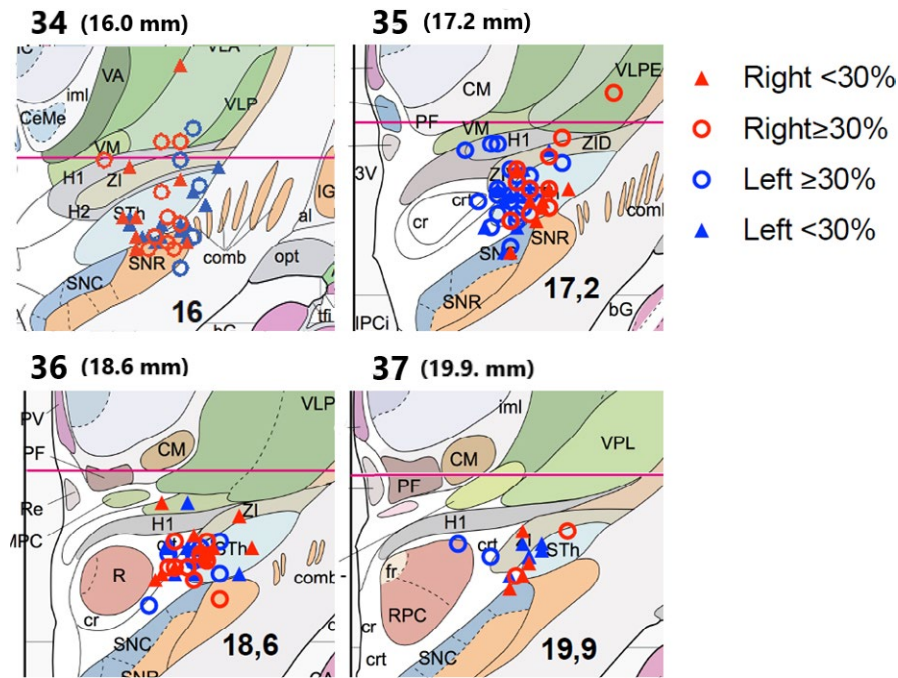 34 (16.0 mm)
35 (17.2 mm)
VLA
VA
iml
CeMe
VLP
VM
H1
ZI
H2
STh
IG
al
comb
opt
SNR
SNC
16
tfi
CM
VLPE
PF
VM
H1
ZID
3V
crt
cr
SNR
SNR
17,2
bG
IPCi
Right <30%
Right≥30%
Left ≥30%
Left <30%
36 (18.6 mm)
37 (19.9. mm)
PV
VLP
PF
CM
Re
MPC
H1
ZI
STh
R
comb
cr
SNC
SNR
18,6
iml
VPL
CM
PF
H1
crt
STh
fr
RPC
cr
crt
SNC
19,9